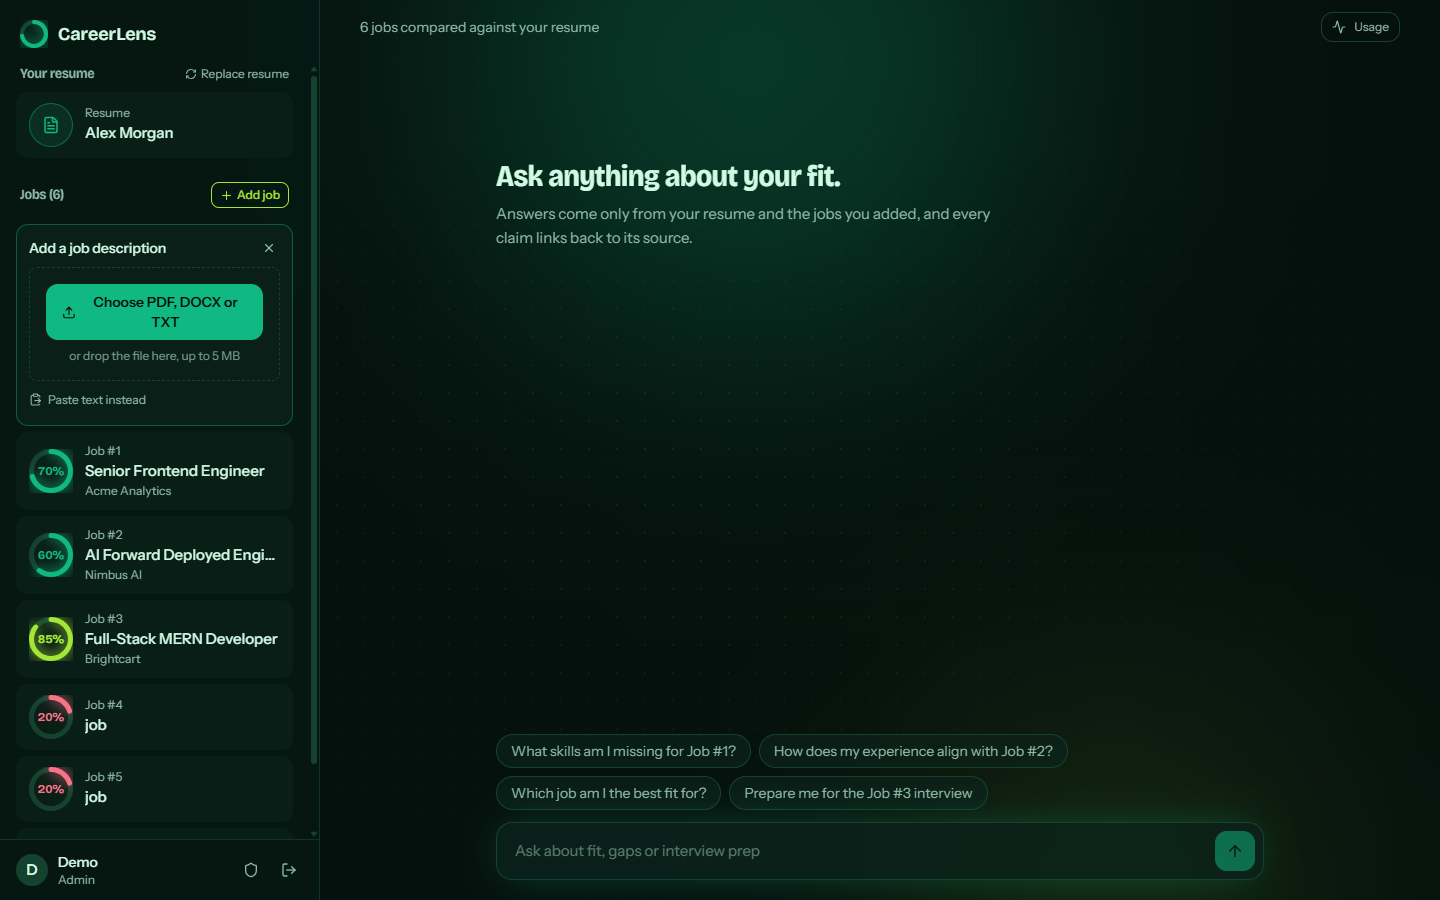 CareerLens
Your resume
Replace resume
Resume
Alex Morgan
Jobs (6)
Add job
Add a job description
Choose PDF, DOCX or
TXT
or drop the file here, up to 5 MB
Paste text instead
70%
Job #1
Senior Frontend Engineer
Acme Analytics
60%
Job #2
AI Forward Deployed Engi...
Nimbus AI
85%
Job #3
Full-Stack MERN Developer
Brightcart
20%
Job #4
job
20%
Job #5
job
D
Demo
Admin
6 jobs compared against your resume
Usage
Ask anything about your fit.
Answers come only from your resume and the jobs you added, and every
claim links back to its source.
What skills am I missing for Job #1?
How does my experience align with Job #2?
Which job am I the best fit for?
Prepare me for the Job #3 interview
Ask about fit, gaps or interview prep